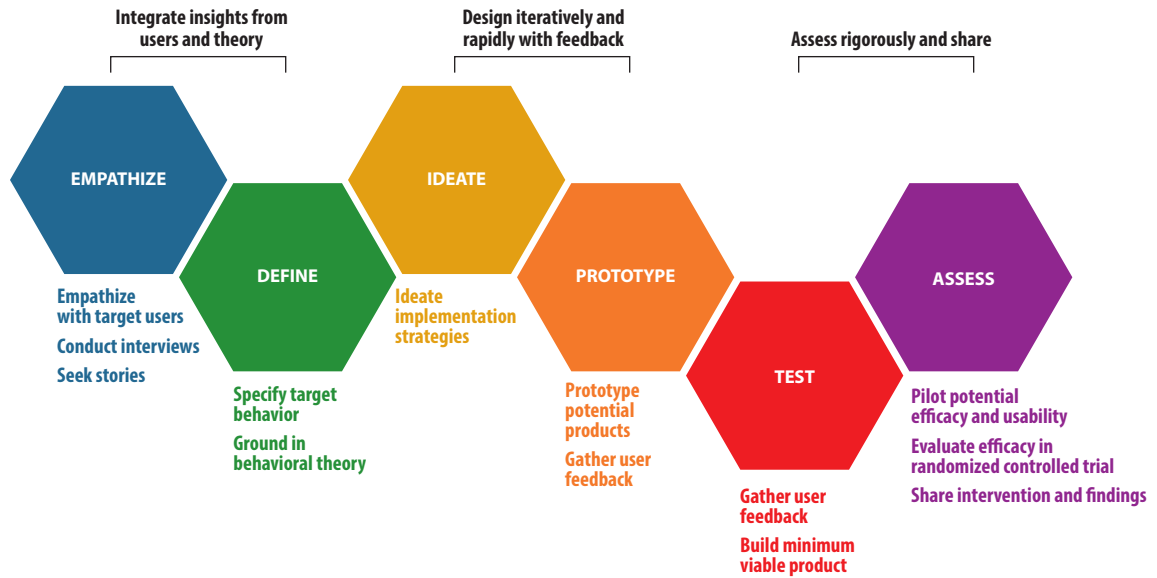 Integrate insights from
users and theory
Design iteratively and
rapidly with feedback
Assess rigorously and share
EMPATHIZE
Empathize
with target users
Conduct interviews
Seek stories
DEFINE
Specify target
behavior
Ground in
behavioral theory
IDEATE
Ideate
implementation
strategies
PROTOTYPE
Prototype
potential
products
Gather user
feedback
TEST
Gather user
feedback
Build minimum
viable product
ASSESS
Pilot potential
efficacy and usability
Evaluate efficacy in
randomized controlled trial
Share intervention and findings